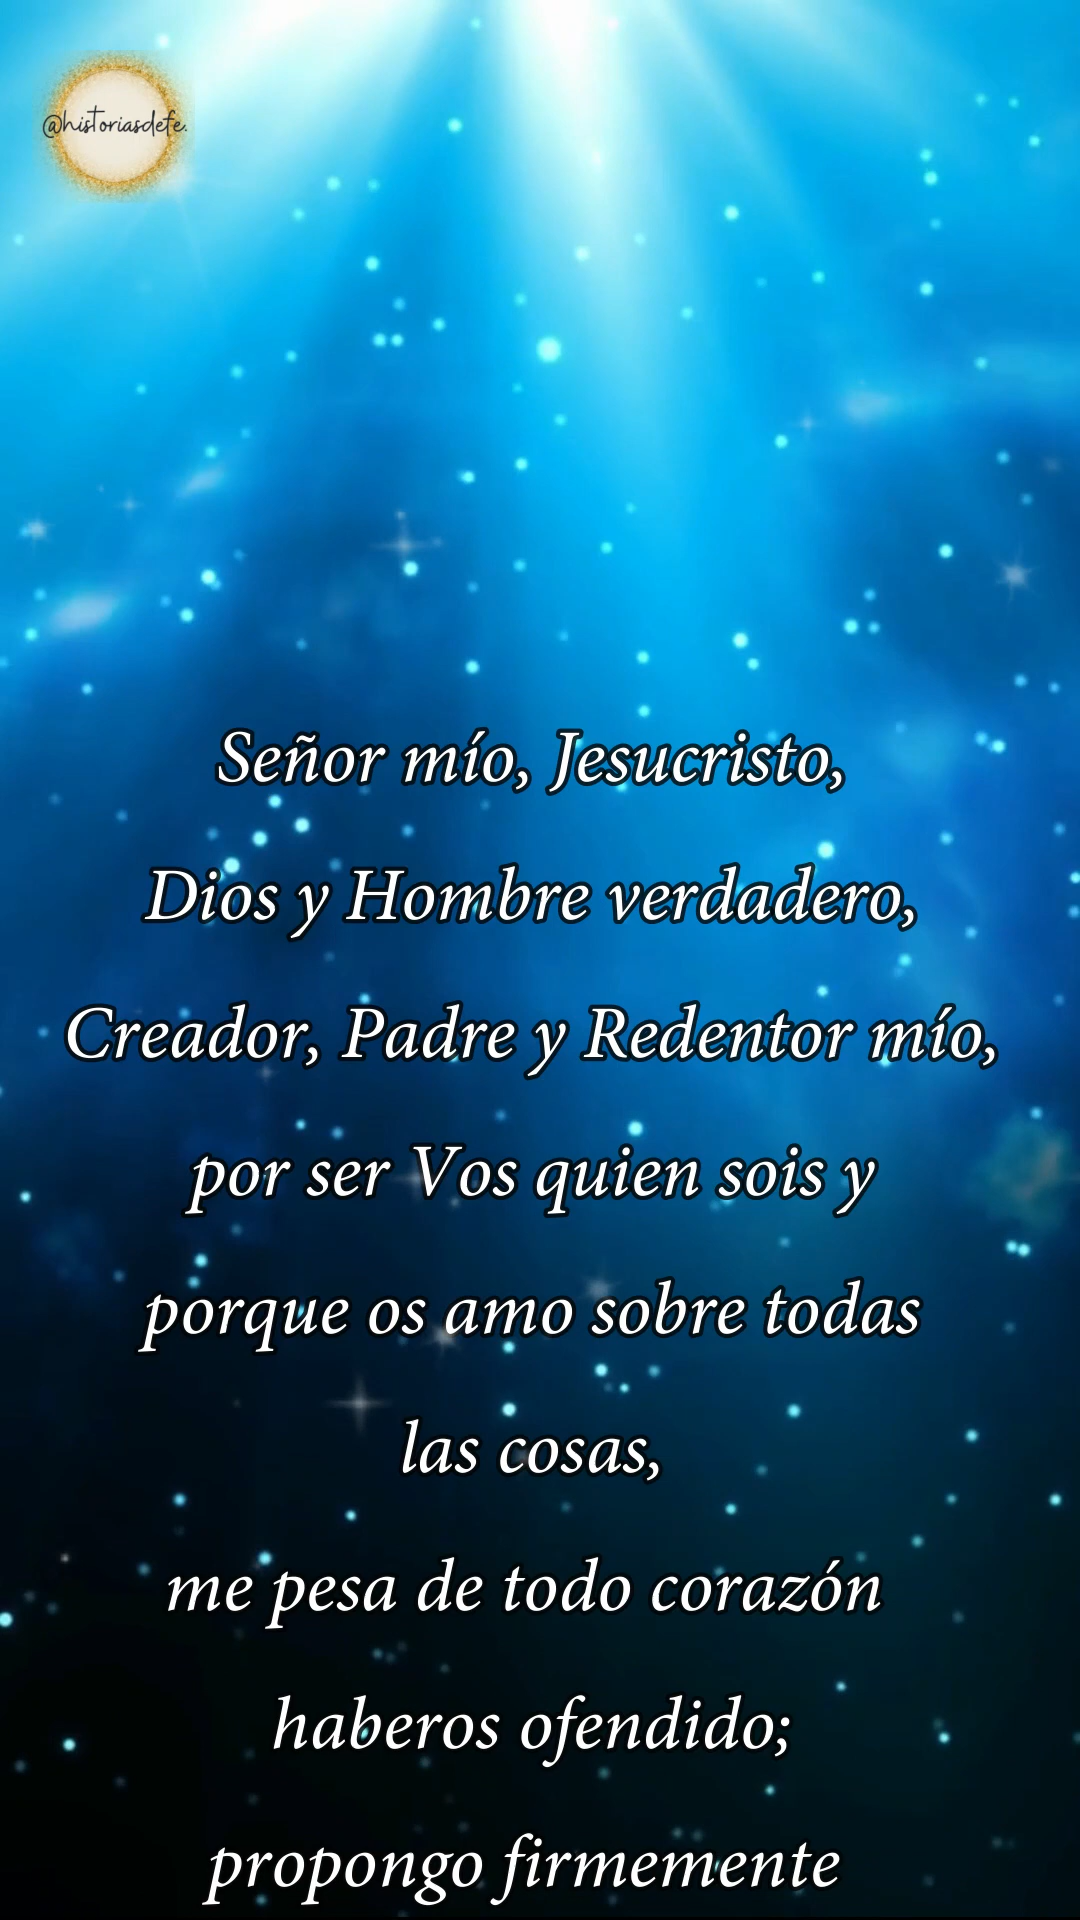 @historiasdefe.
Señor mío, Jesucristo,
Dios y Hombre verdadero,
Creador, Padre y Redentor mío,
por ser Vos quien sois y
porque os amo sobre todas
las cosas,
me pesa de todo corazón
haberos ofendido;
propongo firmemente